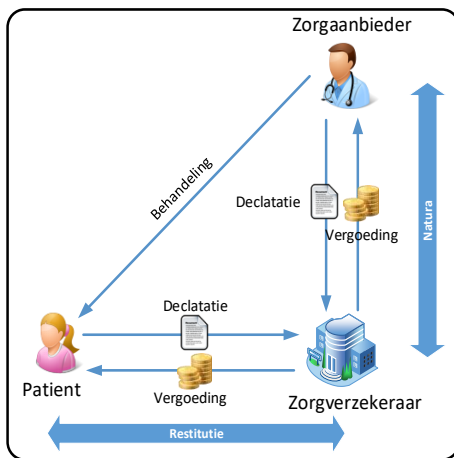 Zorgaanbieder
Behandeling
Declatatie
Vergoeding
Natura
Declatatie
Patient
Vergoeding
Zorgverzekeraar
Restitutie